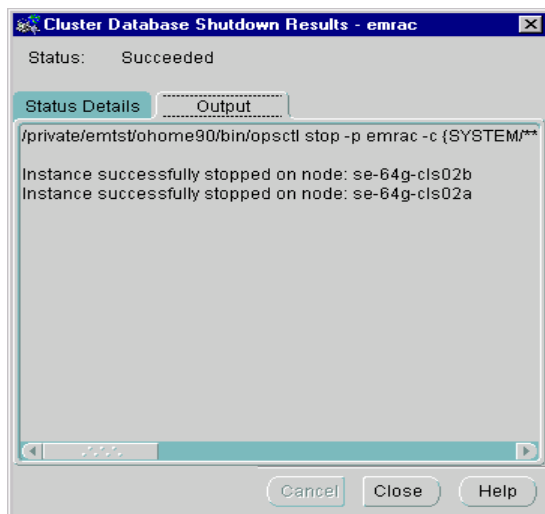 Cluster Database Shutdown Results - emrac
Status: Succeeded
Status Details Output
/private/emtst/ohome90/bin/opsctl stop -p emrac -c {SYSTEM/**
Instance successfully stopped on node: se-64g-cls02b
Instance successfully stopped on node: se-64g-cls02a
Cancel Close Help